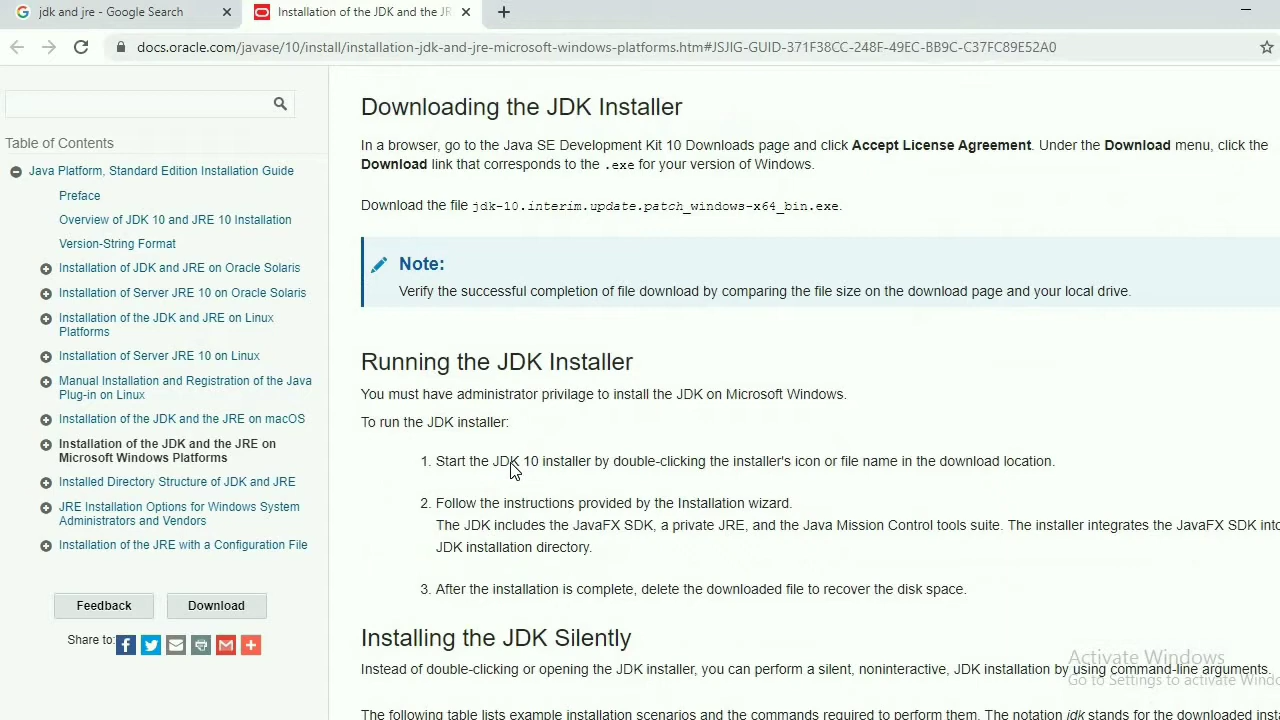 jdk and jre - Google Search
Installation of the JDK and the JR
docs.oracle.com/javase/10/install/installation-jdk-and-jre-microsoft-windows-platforms.htm#JSJIG-GUID-371F38CC-248F-49EC-BB9C-C37FC89E52A0
Table of Contents
Java Platform, Standard Edition Installation Guide
Preface
Overview of JDK 10 and JRE 10 Installation
Version-String Format
Installation of JDK and JRE on Oracle Solaris
Installation of Server JRE 10 on Oracle Solaris
Installation of the JDK and JRE on Linux
Platforms
Installation of Server JRE 10 on Linux
Manual Installation and Registration of the Java
Plug-in on Linux
Installation of the JDK and the JRE on macOS
Installation of the JDK and the JRE on
Microsoft Windows Platforms
Installed Directory Structure of JDK and JRE
JRE Installation Options for Windows System
Administrators and Vendors
Installation of the JRE with a Configuration File
Feedback
Download
Share to:
Downloading the JDK Installer
In a browser, go to the Java SE Development Kit 10 Downloads page and click Accept License Agreement. Under the Download menu, click the
Download link that corresponds to the .exe for your version of Windows.
Download the file jdk-10.interim.update.patch_windows-x64_bin.exe.
Note:
Verify the successful completion of file download by comparing the file size on the download page and your local drive.
Running the JDK Installer
You must have administrator privilage to install the JDK on Microsoft Windows.
To run the JDK installer:
1. Start the JDK 10 installer by double-clicking the installer's icon or file name in the download location.
2. Follow the instructions provided by the Installation wizard.
The JDK includes the JavaFX SDK, a private JRE, and the Java Mission Control tools suite. The installer integrates the JavaFX SDK into
JDK installation directory.
3. After the installation is complete, delete the downloaded file to recover the disk space.
Installing the JDK Silently
Instead of double-clicking or opening the JDK installer, you can perform a silent, noninteractive, JDK installation by using command-line arguments.
The following table lists example installation scenarios and the commands required to perform them. The notation jdk stands for the downloaded inst
Activate Windows
Go to Settings to activate Windo